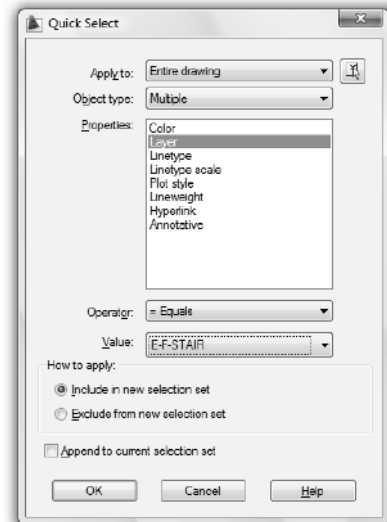 Quick Select
Apply to: Entire drawing
Object type: Multiple
Properties: Color
Layer
Linetype
Linetype scale
Plot style
Lineweight
Hyperlink
Annotative
Operator: = Equals
Value: E-F-STAIR
How to apply:
Include in new selection set
Exclude from new selection set
Append to current selection set
OK Cancel Help